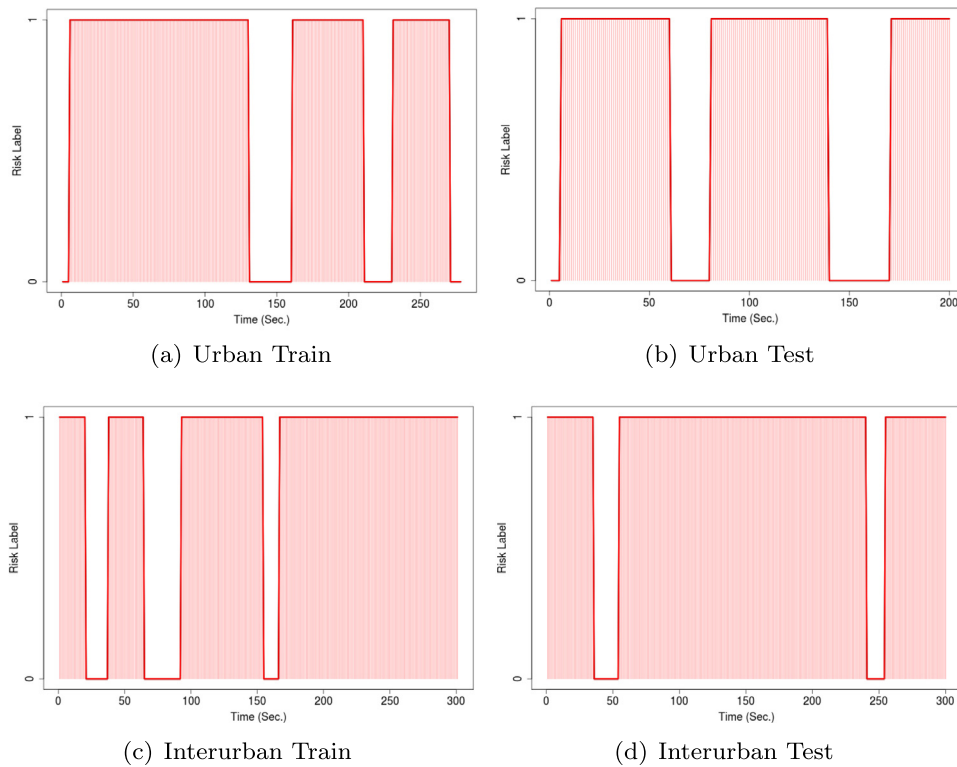 1
Risk Label
0
0 50 100 150 200 250
Time (Sec.)
(a) Urban Train
1
Risk Label
0
0 50 100 150 200
Time (Sec.)
(b) Urban Test
1
Risk Label
0
0 50 100 150 200 250 300
Time (Sec.)
(c) Interurban Train
1
Risk Label
0
0 50 100 150 200 250 300
Time (Sec.)
(d) Interurban Test